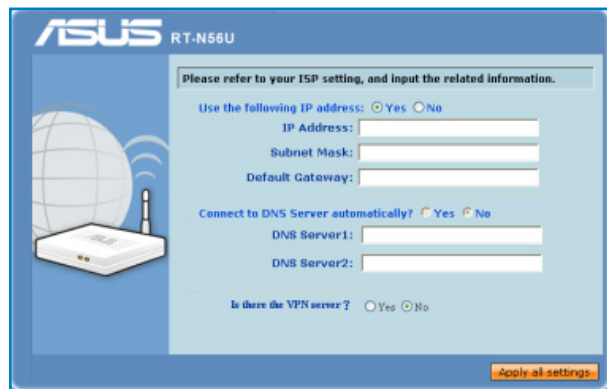 ASUS RT-N56U
Please refer to your ISP setting, and input the related information.
Use the following IP address: Yes No
IP Address:
Subnet Mask:
Default Gateway:
Connect to DNS Server automatically? Yes No
DNS Server1:
DNS Server2:
Is there the VPN server ? Yes No
Apply all settings